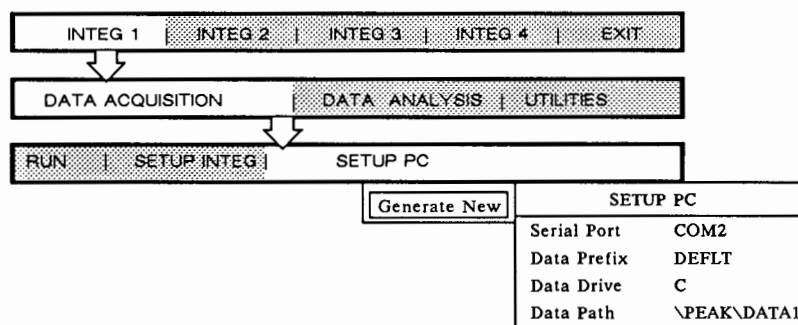 INTEG 1 | INTEG 2 | INTEG 3 | INTEG 4 | EXIT
DATA ACQUISITION | DATA ANALYSIS | UTILITIES
RUN | SETUP INTEG | SETUP PC
Generate New
SETUP PC
Serial Port COM2
Data Prefix DEFLT
Data Drive C
Data Path \PEAK\DATA1